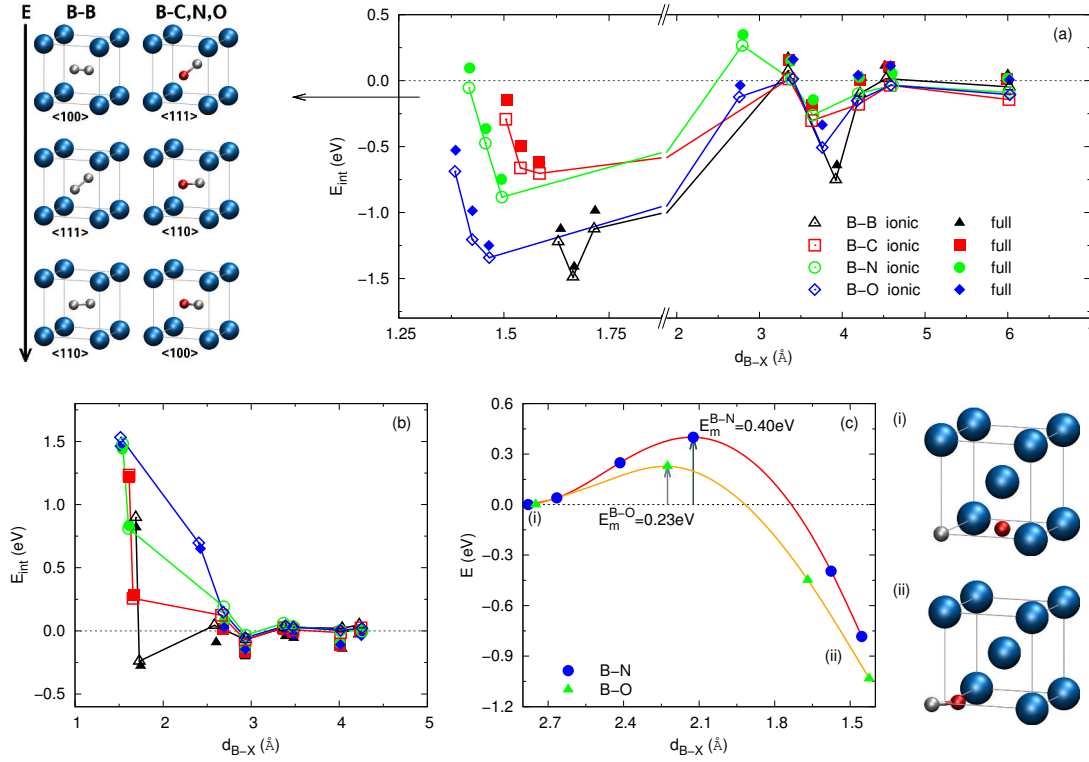 E B−B B−C,N,O
<100> <111>
<111> <110>
<110> <100>
(a)
E_int (eV)
0.5
0.0
−0.5
−1.0
−1.5
B−B ionic full
B−C ionic full
B−N ionic full
B−O ionic full
1.25 1.5 1.75 2 3 4 5 6 7
d_B−X (Å)
(b)
E_int (eV)
1.5
1.0
0.5
0.0
−0.5
1 2 3 4 5
d_B−X (Å)
(c)
E (eV)
0.6
0.3
0.0
−0.3
−0.6
−0.9
−1.2
E_m^B−N=0.40eV
E_m^B−O=0.23eV
(i)
(ii)
B−N
B−O
2.7 2.4 2.1 1.8 1.5
d_B−X (Å)
(i)
(ii)